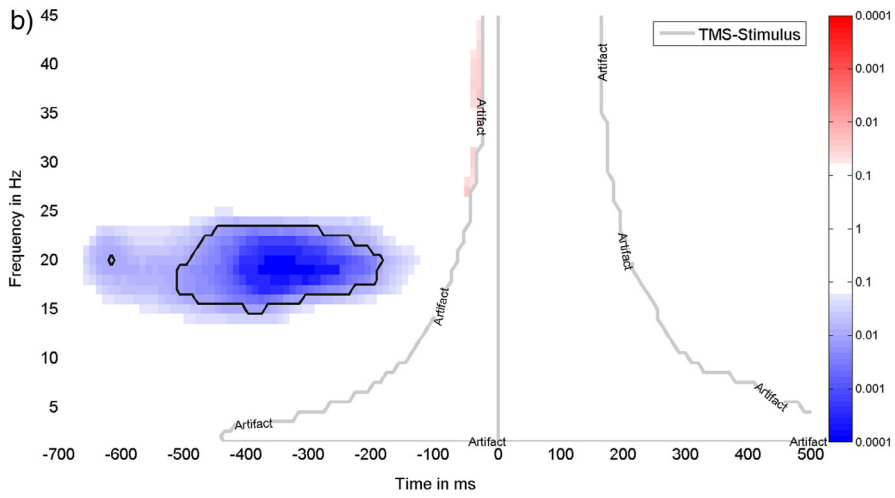 b)
TMS-Stimulus
Frequency in Hz
45
40
35
30
25
20
15
10
5
Artifact
Artifact
Artifact
Artifact
Artifact
Artifact
Artifact
Artifact
-700 -600 -500 -400 -300 -200 -100 0 100 200 300 400 500
Time in ms
0.0001
0.001
0.01
0.1
1
0.1
0.01
0.001
0.0001